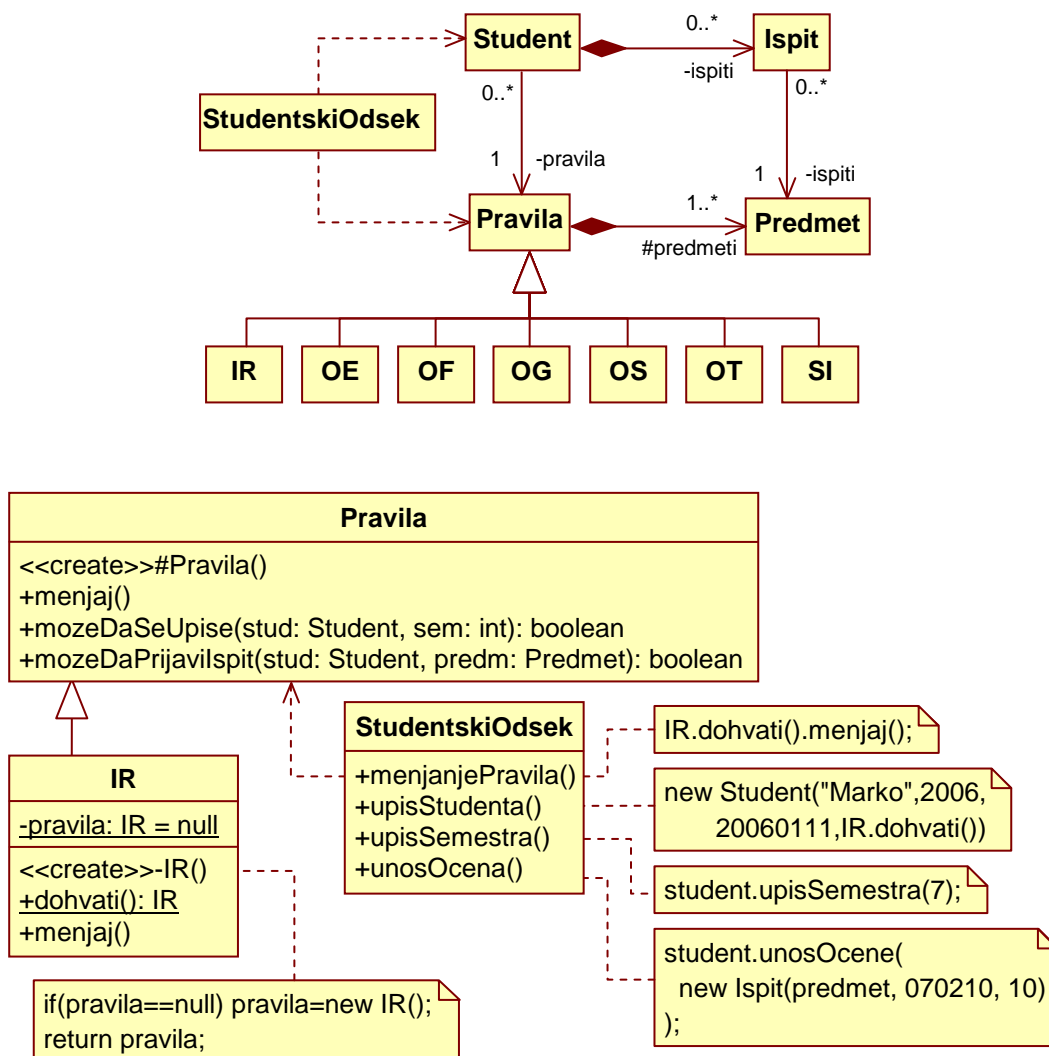 Student
0..*
Ispit
-ispiti
0..*
0..*
StudentskiOdsek
1
-pravila
1
-ispiti
Pravila
1..*
Predmet
#predmeti
IR
OE
OF
OG
OS
OT
SI
Pravila
<<create>>#Pravila()
+menjaj()
+mozeDaSeUpise(stud: Student, sem: int): boolean
+mozeDaPrijaviIspit(stud: Student, predm: Predmet): boolean
StudentskiOdsek
+menjanjePravila()
+upisStudenta()
+upisSemestra()
+unosOcena()
IR.dohvati().menjaj();
new Student("Marko",2006,
20060111,IR.dohvati())
student.upisSemestra(7);
student.unosOcene(
new Ispit(predmet, 070210, 10)
);
IR
-pravila: IR = null
<<create>>-IR()
+dohvati(): IR
+menjaj()
if(pravila==null) pravila=new IR();
return pravila;